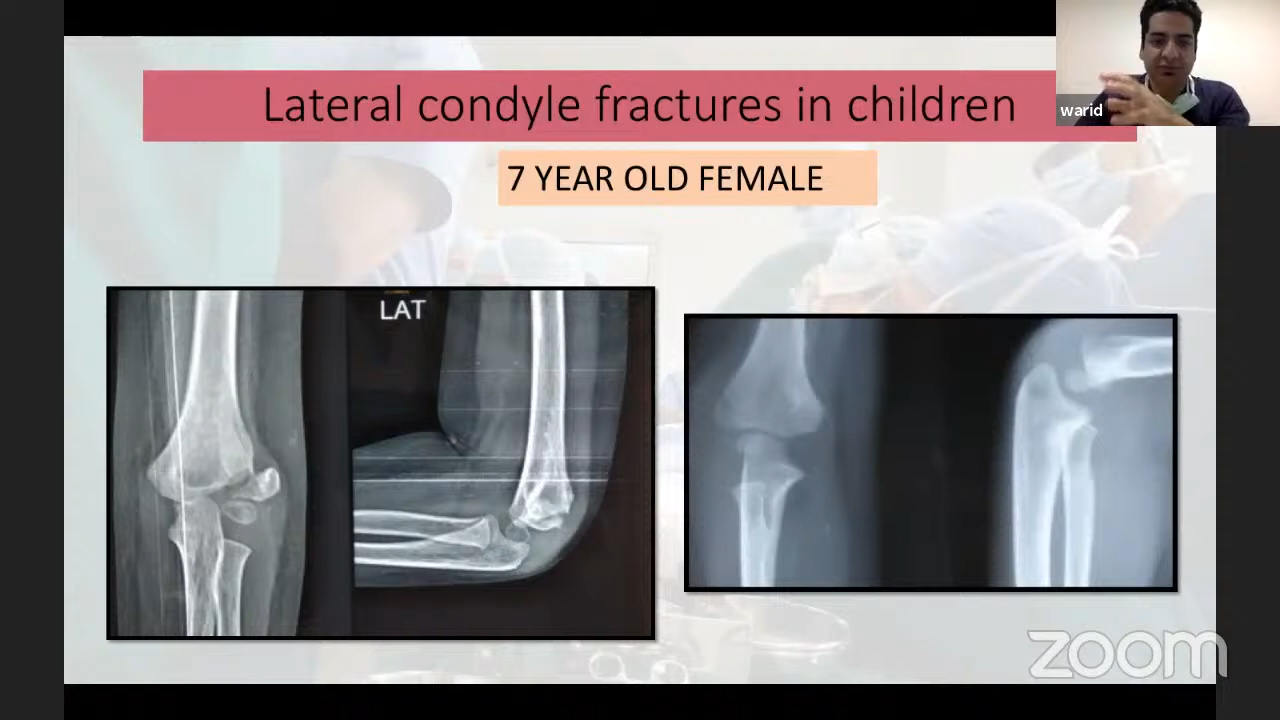 Lateral condyle fractures in children
warid
7 YEAR OLD FEMALE
LAT
zoom